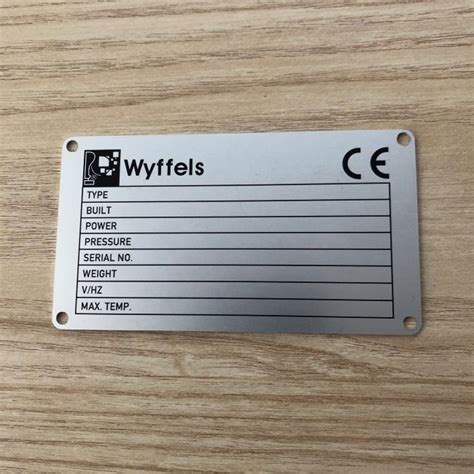 Wyffels CE
TYPE
BUILT
POWER
PRESSURE
SERIAL NO.
WEIGHT
V/HZ
MAX. TEMP.